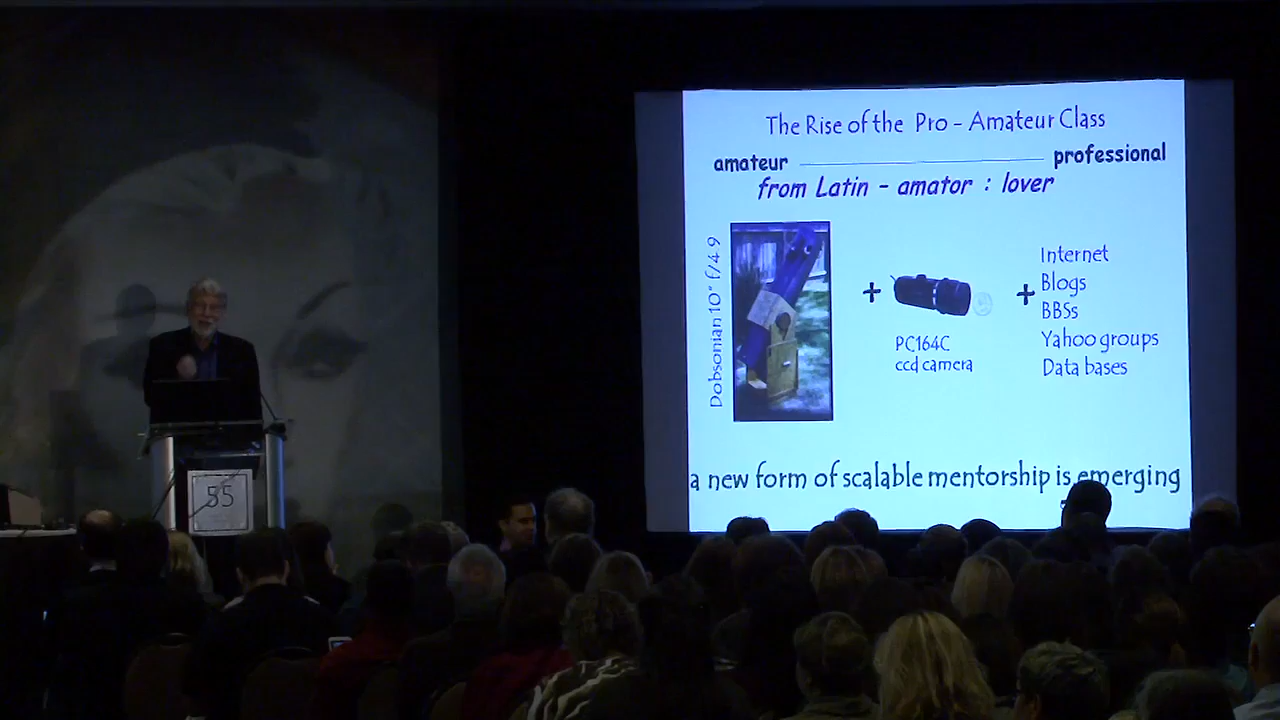 The Rise of the Pro - Amateur Class
amateur professional
from Latin - amator : lover
Dobsonian 10" f/4.9
+
PC164C
ccd camera
+
Internet
Blogs
BBSs
Yahoo groups
Data bases
a new form of scalable mentorship is emerging
55